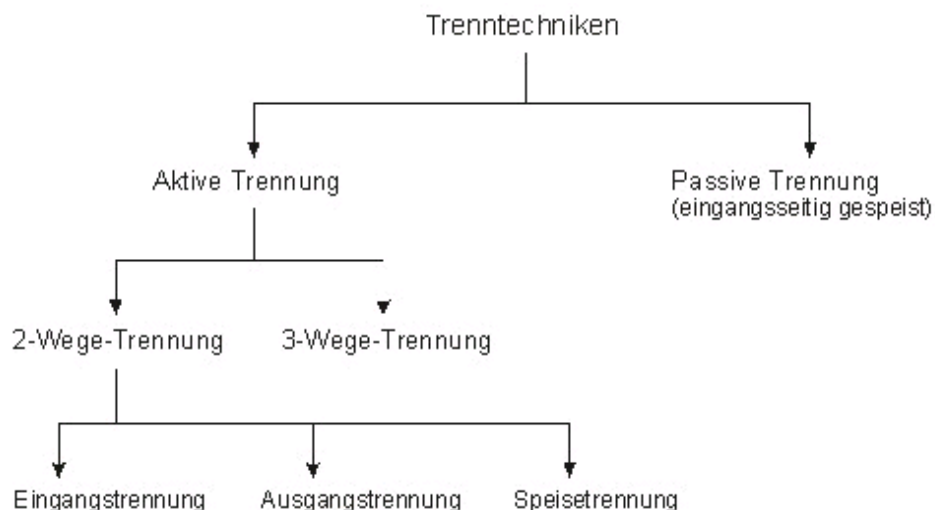 Trenntechniken
Aktive Trennung
Passive Trennung
(eingangsseitig gespeist)
2-Wege-Trennung
3-Wege-Trennung
Eingangstrennung
Ausgangstrennung
Speisetrennung